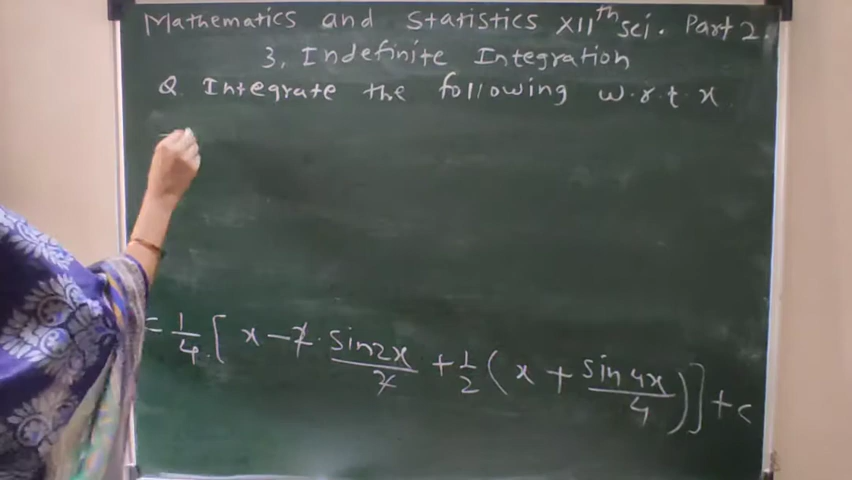 Mathematics and Statistics XIIth sci. Part 2.
3, Indefinite Integration
Q. Integrate the following w.r.t x
= 1/4 [ x - 2. sin2x/2 + 1/2 ( x + sin4x/4 ) ] + c